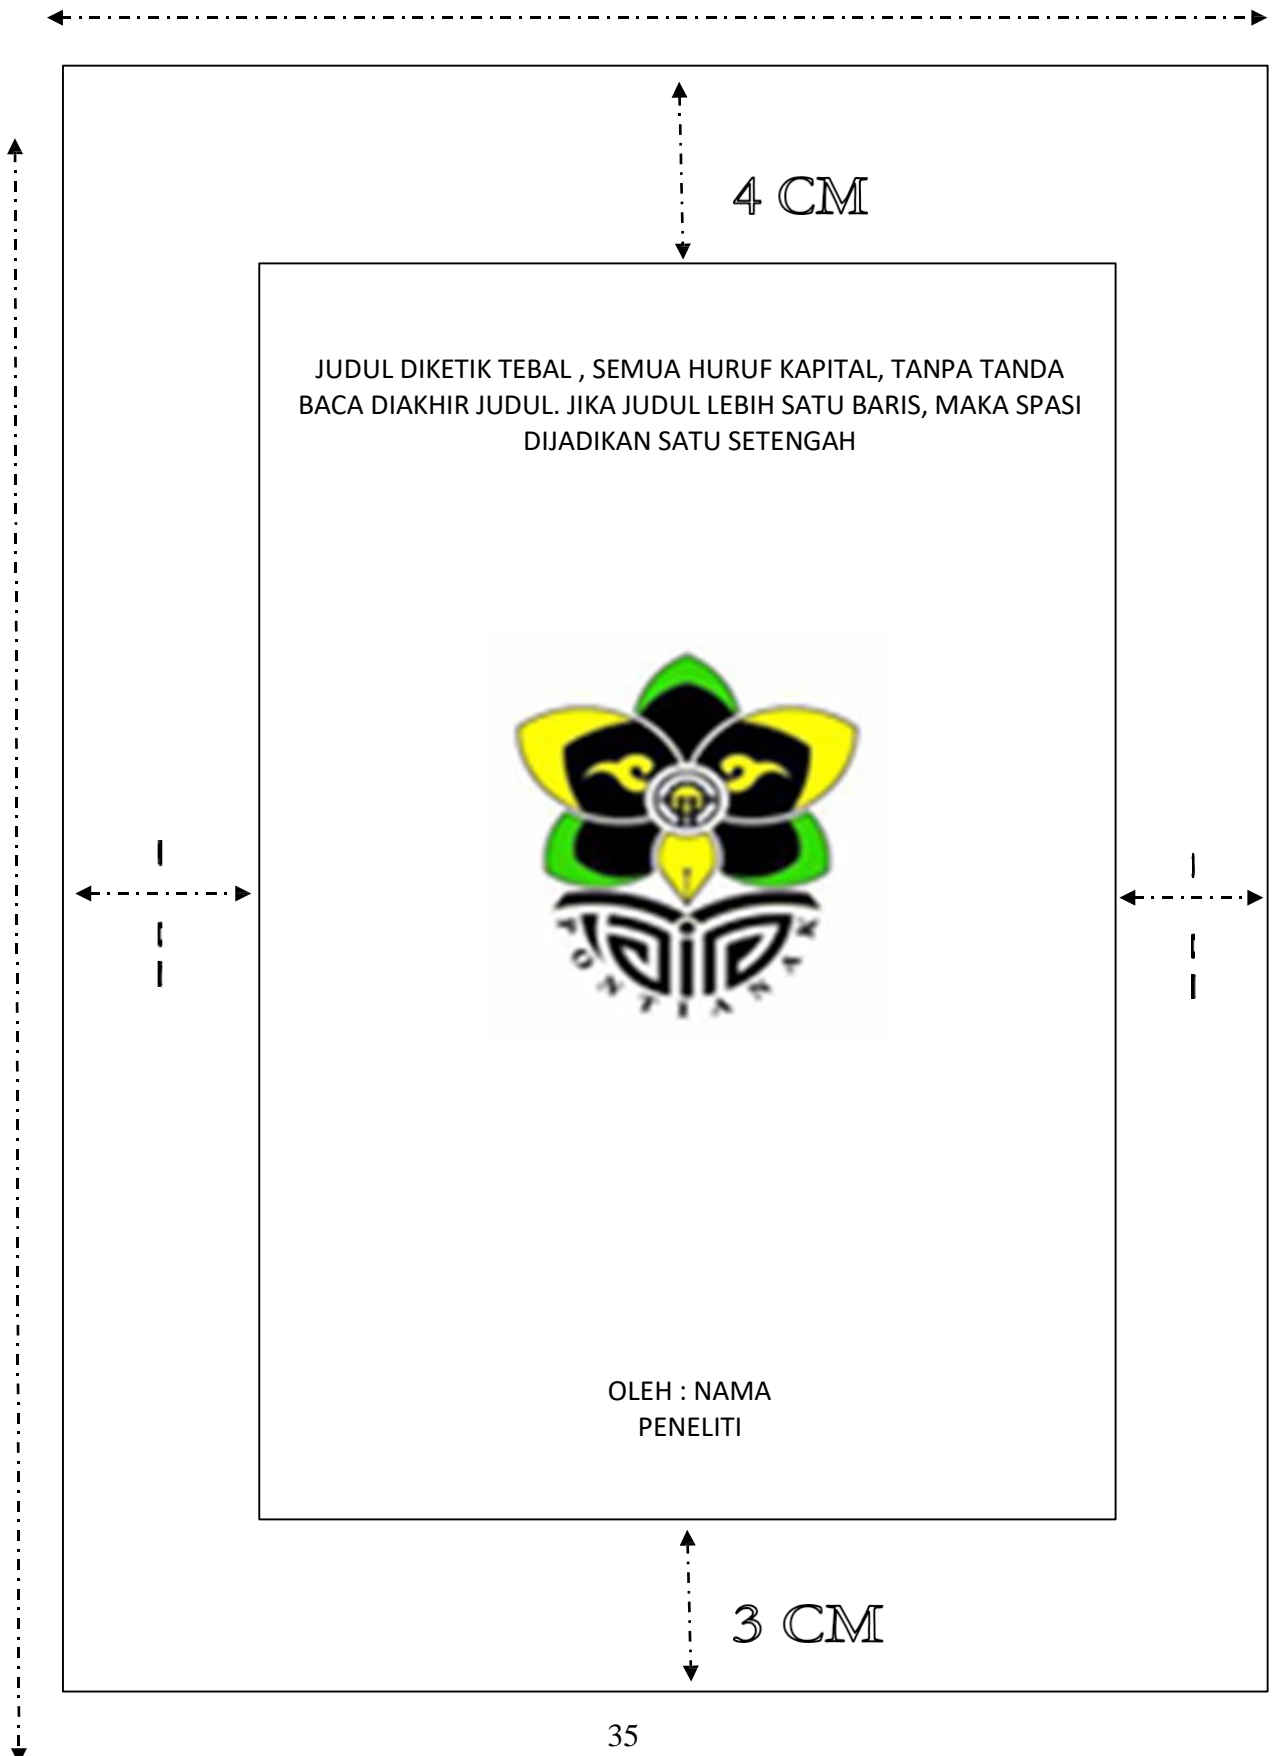 4 CM
JUDUL DIKETIK TEBAL , SEMUA HURUF KAPITAL, TANPA TANDA
BACA DIAKHIR JUDUL. JIKA JUDUL LEBIH SATU BARIS, MAKA SPASI
DIJADIKAN SATU SETENGAH
PONTIANAK
OLEH : NAMA
PENELITI
3 CM
35